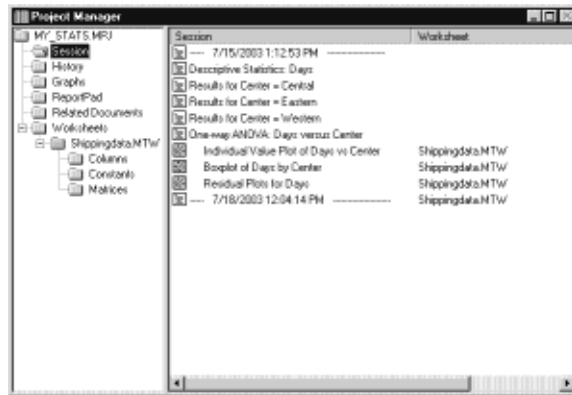 Project Manager
MY_STATS.MPJ
Session
History
Graphs
ReportPad
Related Documents
Worksheets
Shippingdata.MTW
Columns
Constants
Matrices
Session Worksheet
---- 7/15/2003 1:12:53 PM --------------------
Descriptive Statistics: Days
Results for Center = Central
Results for Center = Eastern
Results for Center = Western
One-way ANOVA: Days versus Center
Individual Value Plot of Days vs Center Shippingdata.MTW
Boxplot of Days by Center Shippingdata.MTW
Residual Plots for Days Shippingdata.MTW
---- 7/18/2003 12:04:14 PM -------------------- Shippingdata.MTW